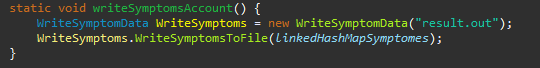 static void writeSymptomsAccount() {
WriteSymptomData WriteSymptoms = new WriteSymptomData("result.out");
WriteSymptoms.WriteSymptomsToFile(linkedHashMapSymptomes);
}